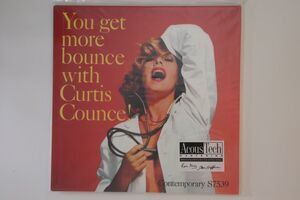 You get
more
bounce
with
Curtis
Counce!
AcousTech
Contemporary S7539